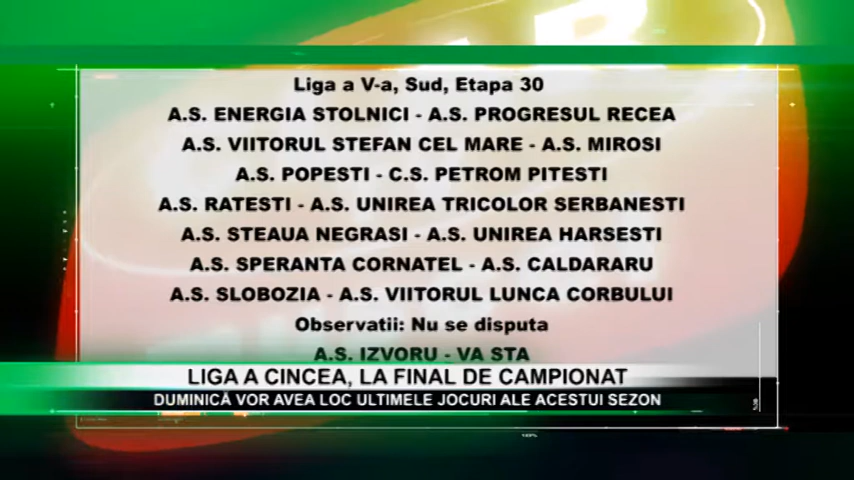 Liga a V-a, Sud, Etapa 30
A.S. ENERGIA STOLNICI - A.S. PROGRESUL RECEA
A.S. VIITORUL STEFAN CEL MARE - A.S. MIROSI
A.S. POPESTI - C.S. PETROM PITESTI
A.S. RATESTI - A.S. UNIREA TRICOLOR SERBANESTI
A.S. STEAUA NEGRASI - A.S. UNIREA HARSESTI
A.S. SPERANTA CORNATEL - A.S. CALDARARU
A.S. SLOBOZIA - A.S. VIITORUL LUNCA CORBULUI
Observatii: Nu se disputa
A.S. IZVORU - VA STA
LIGA A CINCEA, LA FINAL DE CAMPIONAT
DUMINICĂ VOR AVEA LOC ULTIMELE JOCURI ALE ACESTUI SEZON